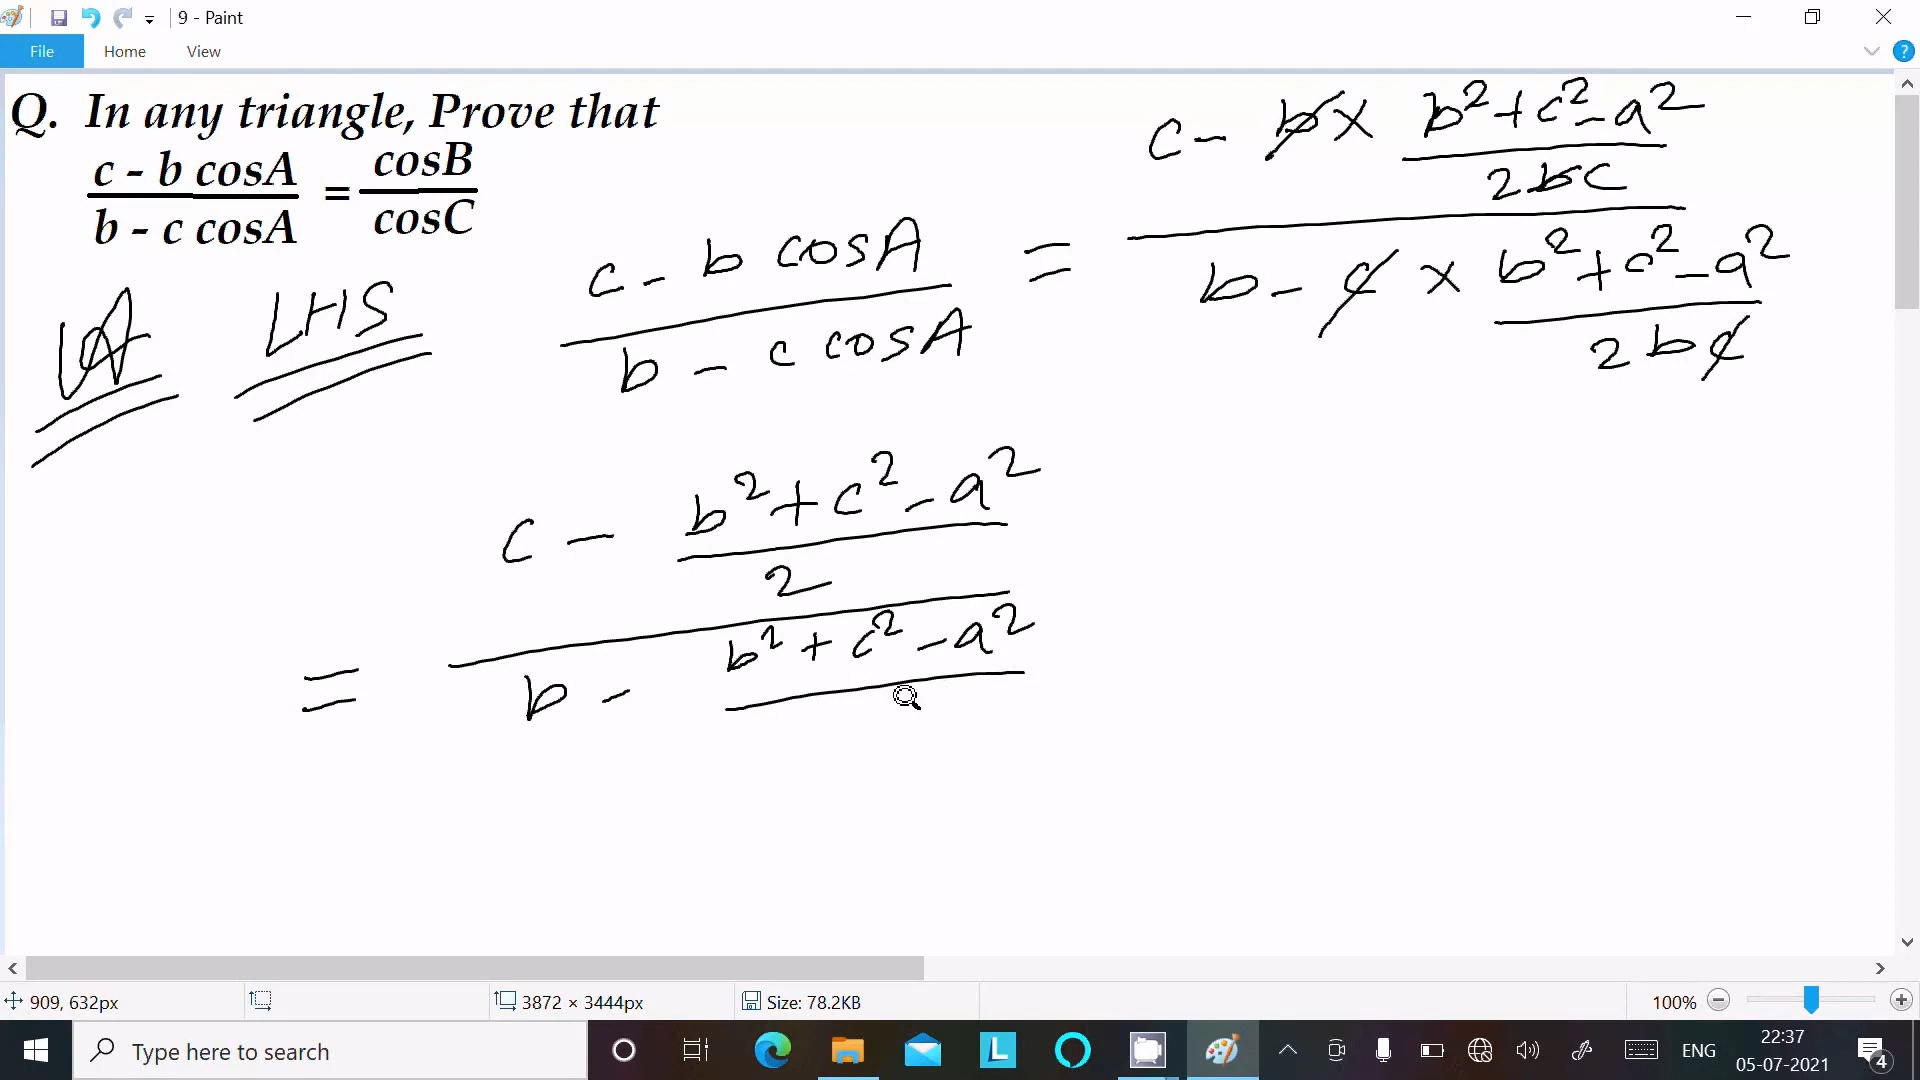 9 - Paint
File Home View
Q. In any triangle, Prove that
c - b cosA / b - c cosA = cosB / cosC
LHS
c - b cosA / b - c cosA = c - b × b²+c²-a² / 2bc / b - c × b²+c²-a² / 2bc
= c - b²+c²-a² / 2 / b - b²+c²-a²
909, 632px 3872 × 3444px Size: 78.2KB 100%
Type here to search
L
ENG
22:37
05-07-2021
4